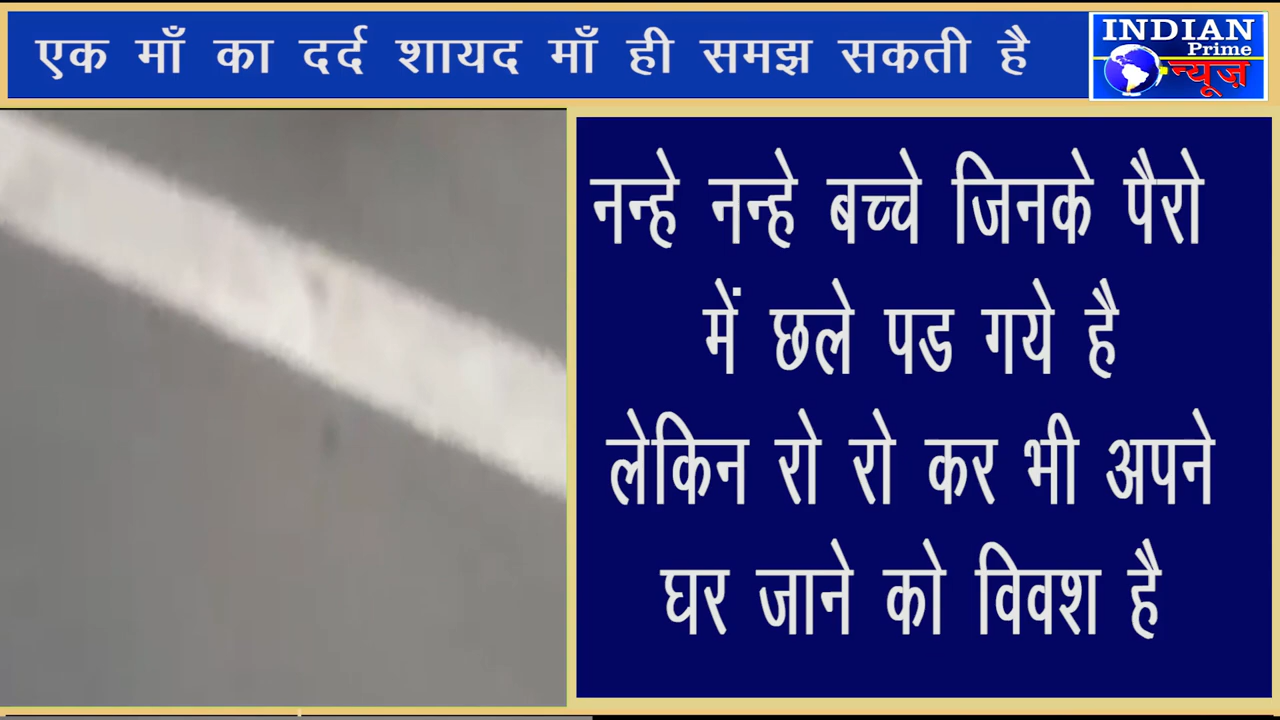 एक माँ का दर्द शायद माँ ही समझ सकती है
INDIAN
Prime
न्यूज़
नन्हे नन्हे बच्चे जिनके पैरो
में छले पड गये है
लेकिन रो रो कर भी अपने
घर जाने को विवश है